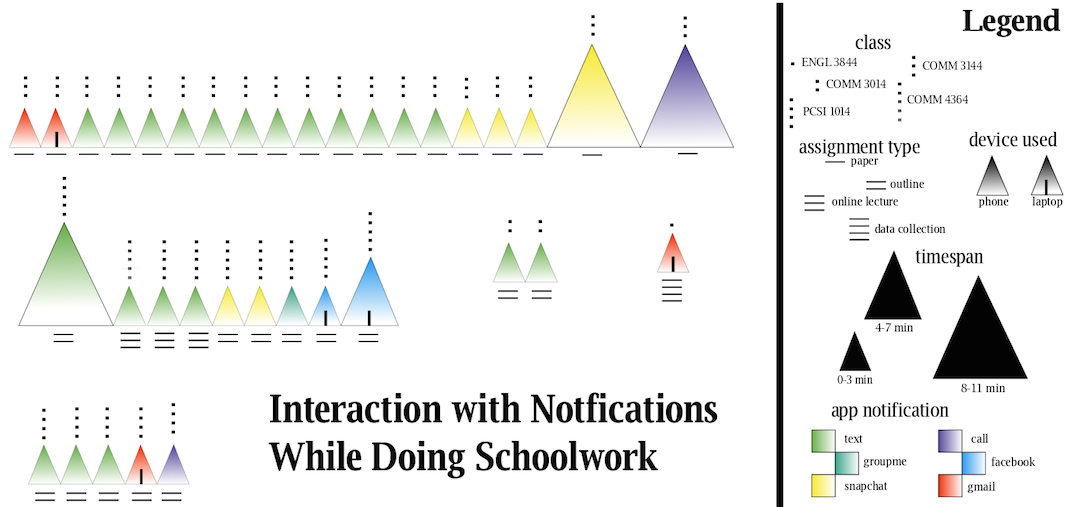 Legend
class
ENGL 3844
COMM 3144
COMM 3014
COMM 4364
PCSI 1014
assignment type
device used
paper
outline
phone
laptop
online lecture
data collection
timespan
4-7 min
0-3 min
8-11 min
Interaction with Notfications
While Doing Schoolwork
app notification
text
call
groupme
facebook
snapchat
gmail